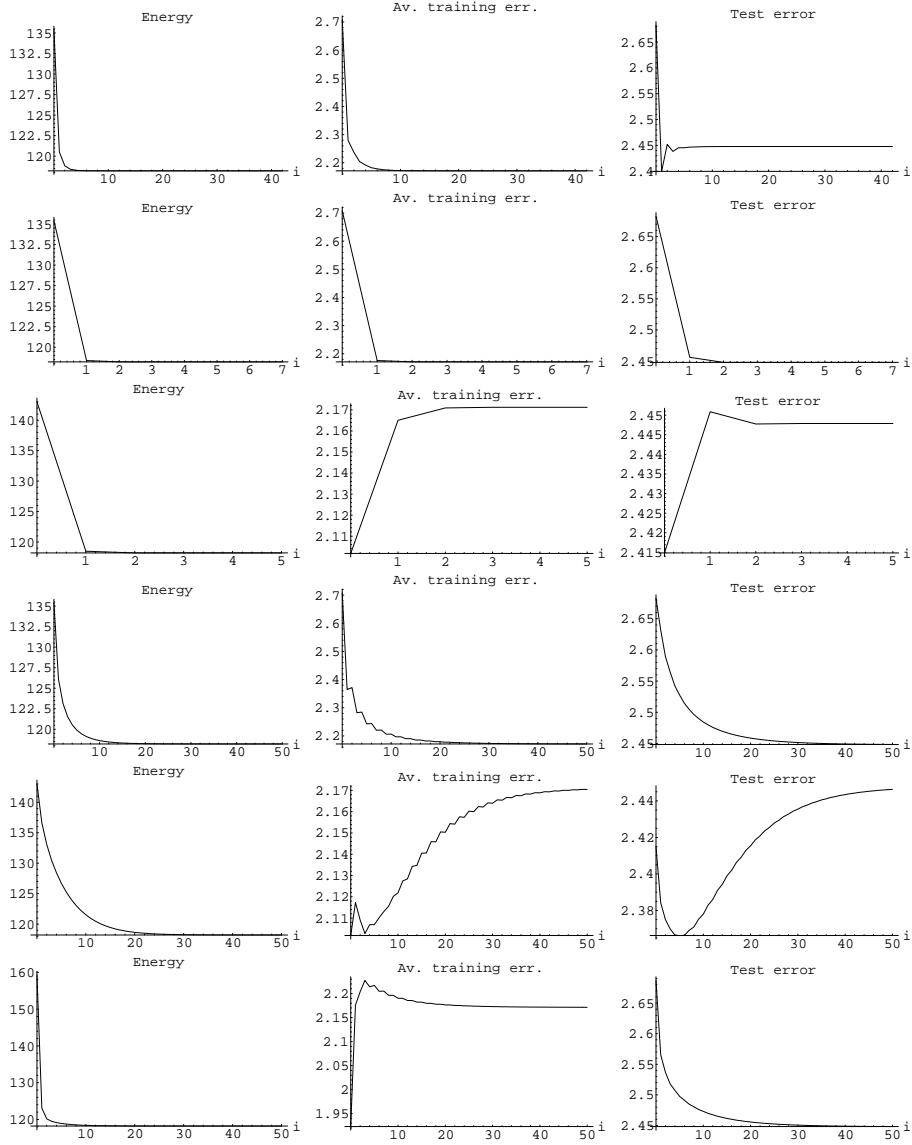 Energy
135
132.5
130
127.5
125
122.5
120
10 20 30 40 i
Av. training err.
2.7
2.6
2.5
2.4
2.3
2.2
10 20 30 40 i
Test error
2.65
2.6
2.55
2.5
2.45
2.4
10 20 30 40 i
Energy
135
132.5
130
127.5
125
122.5
120
1 2 3 4 5 6 7 i
Av. training err.
2.7
2.6
2.5
2.4
2.3
2.2
1 2 3 4 5 6 7 i
Test error
2.65
2.6
2.55
2.5
2.45
1 2 3 4 5 6 7 i
Energy
140
135
130
125
120
1 2 3 4 5 i
Av. training err.
2.17
2.16
2.15
2.14
2.13
2.12
2.11
1 2 3 4 5 i
Test error
2.45
2.445
2.44
2.435
2.43
2.425
2.42
2.415
1 2 3 4 5 i
Energy
135
132.5
130
127.5
125
122.5
120
10 20 30 40 50 i
Av. training err.
2.7
2.6
2.5
2.4
2.3
2.2
10 20 30 40 50 i
Test error
2.65
2.6
2.55
2.5
2.45
10 20 30 40 50 i
Energy
140
135
130
125
120
10 20 30 40 50 i
Av. training err.
2.17
2.16
2.15
2.14
2.13
2.12
2.11
10 20 30 40 50 i
Test error
2.44
2.42
2.4
2.38
10 20 30 40 50 i
Energy
160
150
140
130
120
10 20 30 40 50 i
Av. training err.
2.2
2.15
2.1
2.05
2
1.95
10 20 30 40 50 i
Test error
2.65
2.6
2.55
2.5
2.45
10 20 30 40 50 i